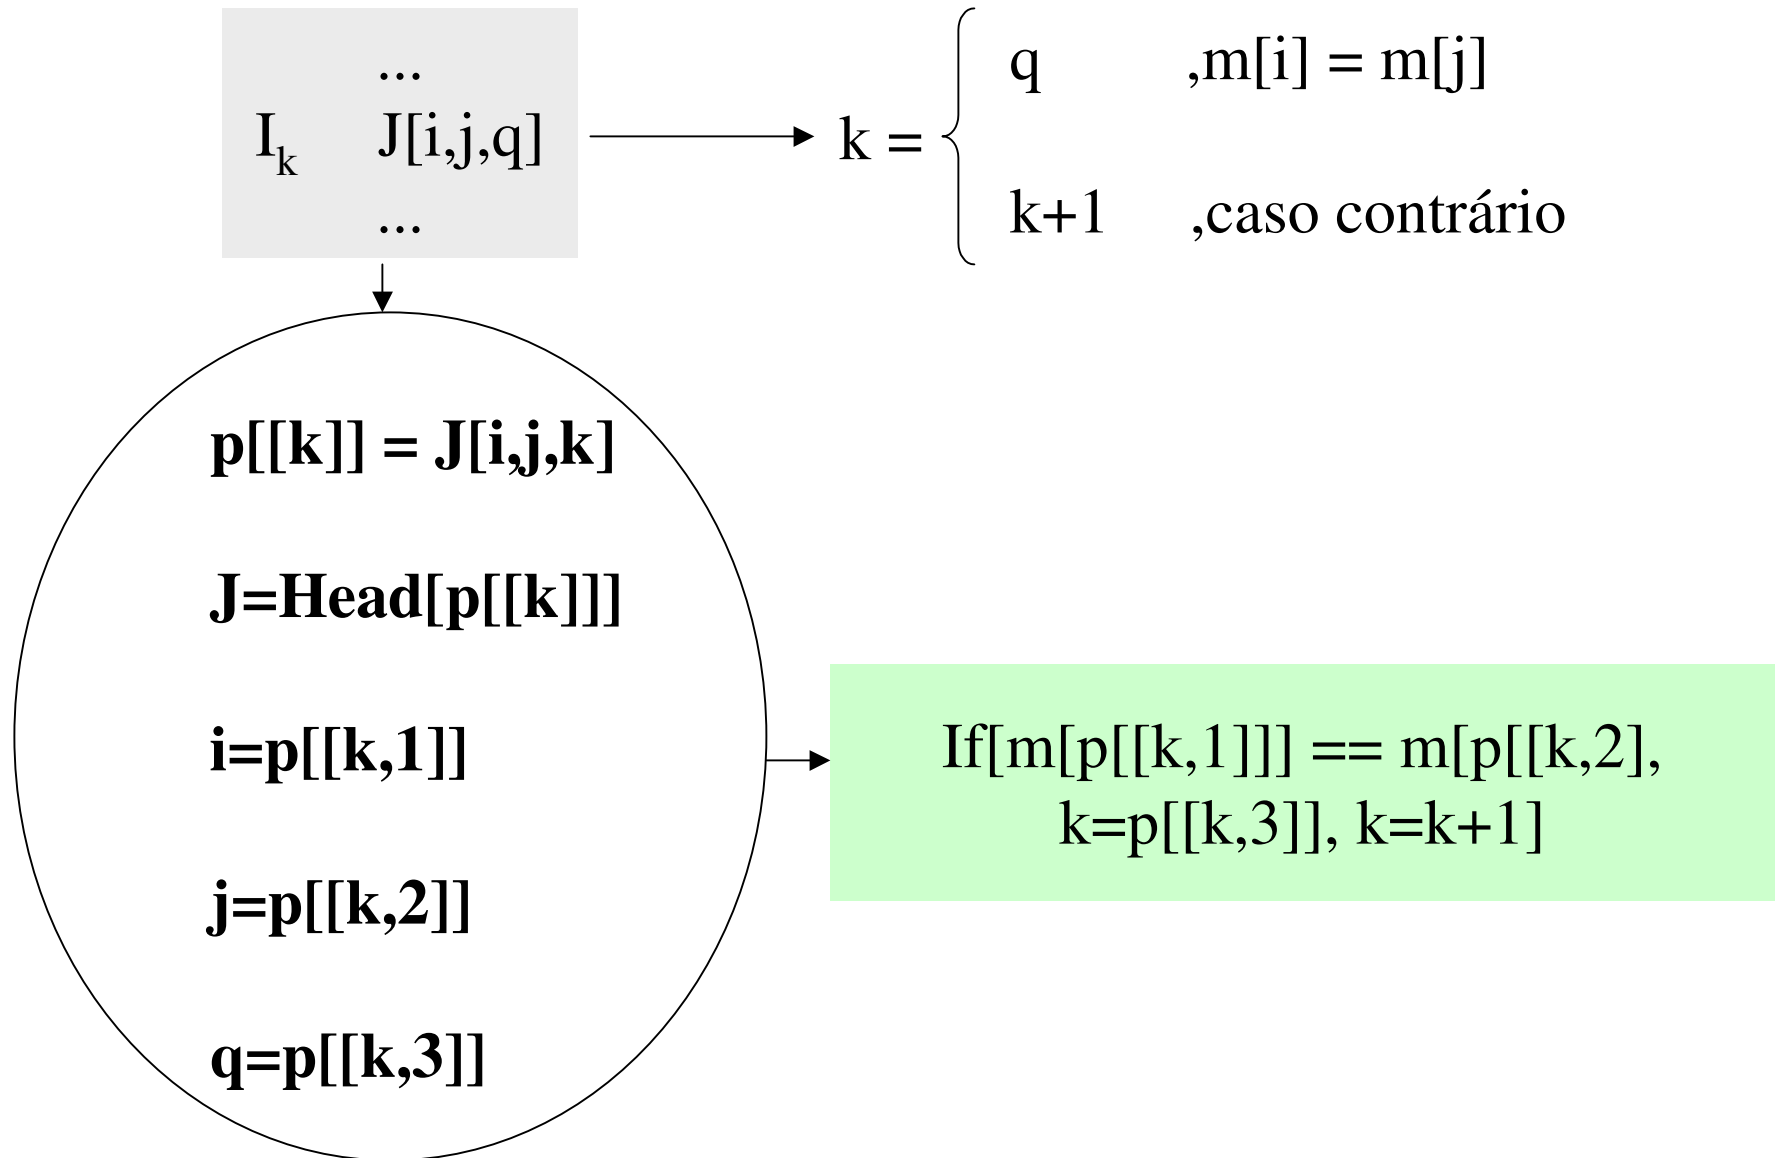 ...
I_k J[i,j,q]
...
k =
q ,m[i] = m[j]
k+1 ,caso contrário
p[[k]] = J[i,j,k]
J=Head[p[[k]]]
i=p[[k,1]]
j=p[[k,2]]
q=p[[k,3]]
If[m[p[[k,1]]] == m[p[[k,2],
k=p[[k,3]], k=k+1]